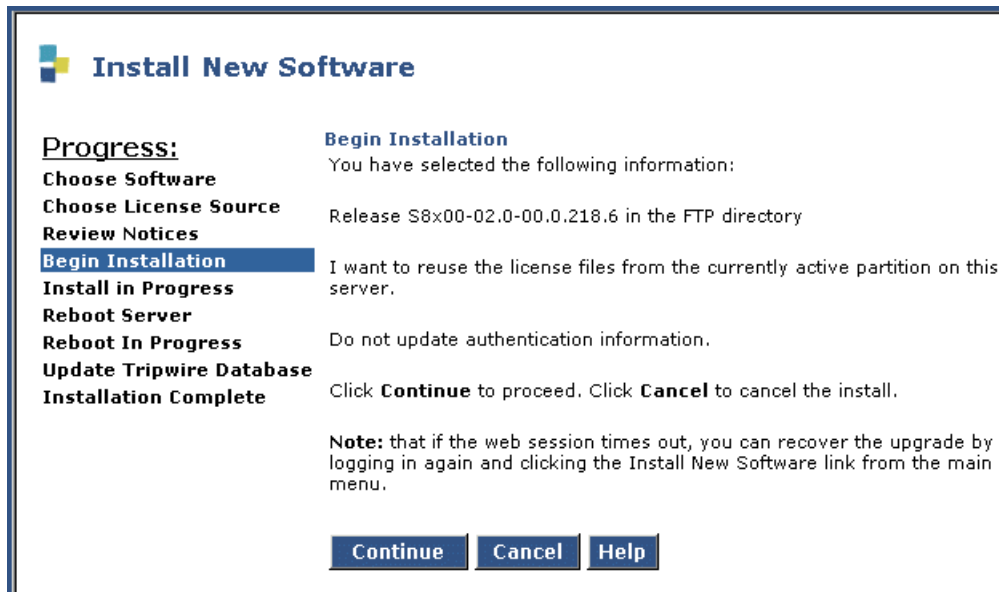 Install New Software
Progress:
Choose Software
Choose License Source
Review Notices
Begin Installation
Install in Progress
Reboot Server
Reboot In Progress
Update Tripwire Database
Installation Complete
Begin Installation
You have selected the following information:
Release S8x00-02.0-00.0.218.6 in the FTP directory
I want to reuse the license files from the currently active partition on this
server.
Do not update authentication information.
Click Continue to proceed. Click Cancel to cancel the install.
Note: that if the web session times out, you can recover the upgrade by
logging in again and clicking the Install New Software link from the main
menu.
Continue Cancel Help